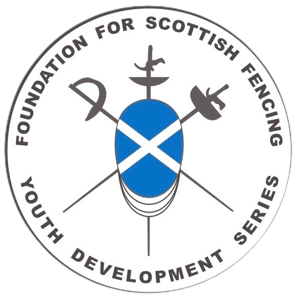 FOUNDATION FOR SCOTTISH FENCING
YOUTH DEVELOPMENT SERIES